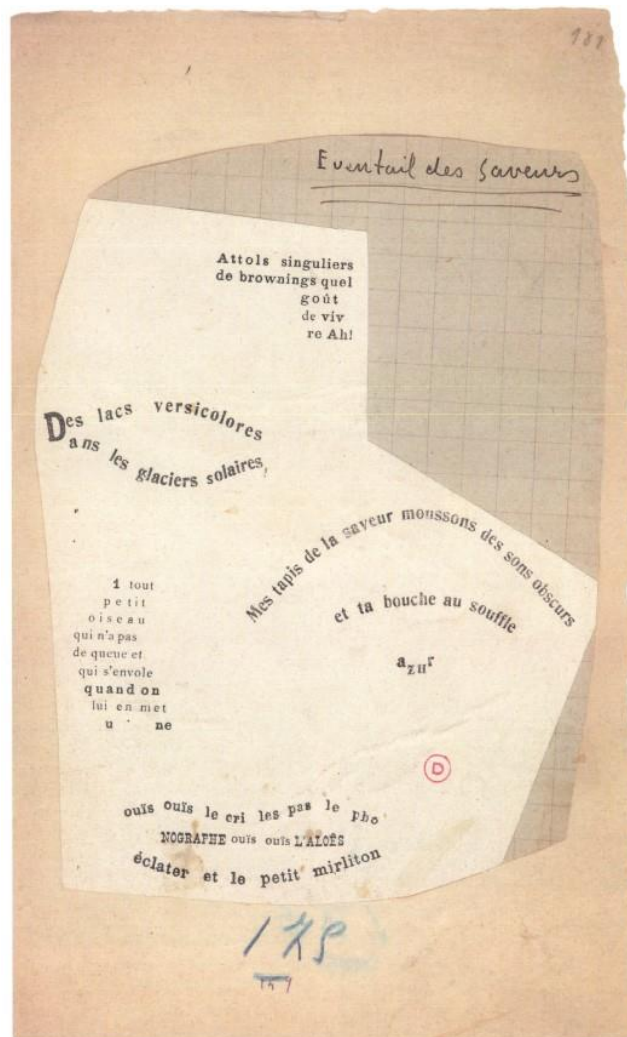 181
Eventail des Saveurs
Attols singuliers
de brownings quel
goût
de viv
re Ah!
Des lacs versicolores
Dans les glaciers solaires
Mes tapis de la saveur moussons des sons obscurs
et ta bouche au souffle
azur
1 tout
petit
oiseau
qui n'a pas
de queue et
qui s'envole
quand on
lui en met
u ne
D
ouïs ouïs le cri les pas le pho
NOGRAPHE ouïs ouïs L'ALOÈS
éclater et le petit mirliton